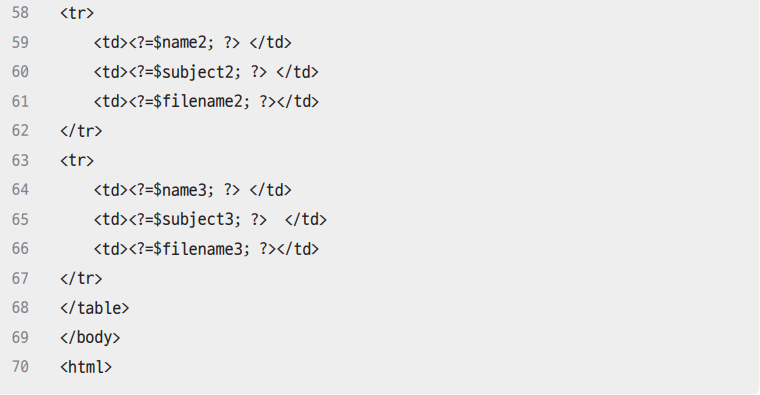 58 <tr>
59 <td><?=$name2; ?> </td>
60 <td><?=$subject2; ?> </td>
61 <td><?=$filename2; ?></td>
62 </tr>
63 <tr>
64 <td><?=$name3; ?> </td>
65 <td><?=$subject3; ?>  </td>
66 <td><?=$filename3; ?></td>
67 </tr>
68 </table>
69 </body>
70 <html>